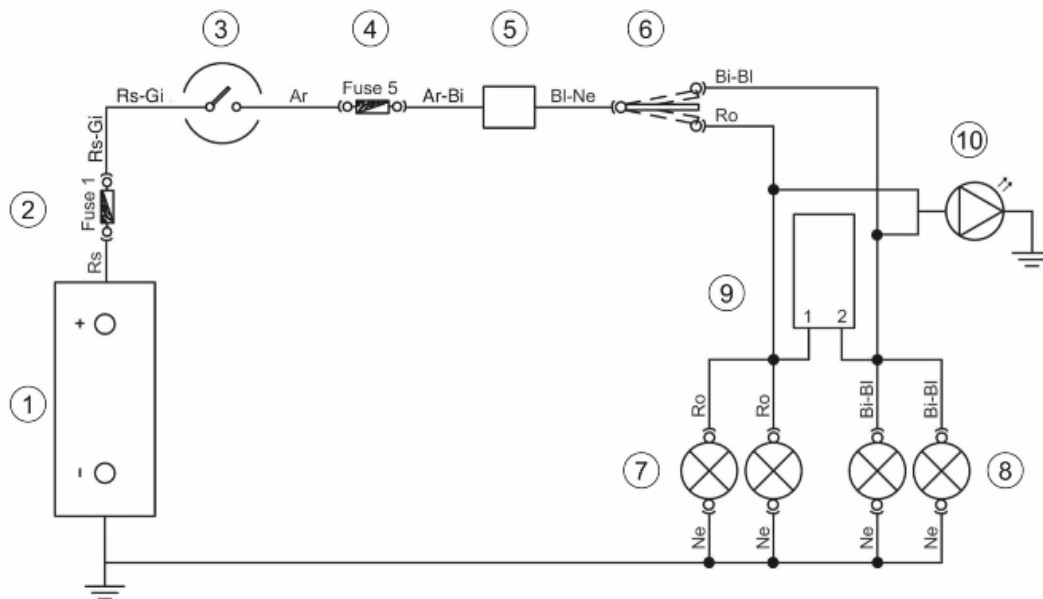 3
4
5
6
Rs-Gi
Ar
Fuse 5
Ar-Bi
Bl-Ne
Bi-Bl
Ro
10
Rs-Gi
2
Fuse 1
Rs
9
1 2
+
1
-
Ro
Ro
Bi-Bl
Bi-Bl
7
8
Ne
Ne
Ne
Ne